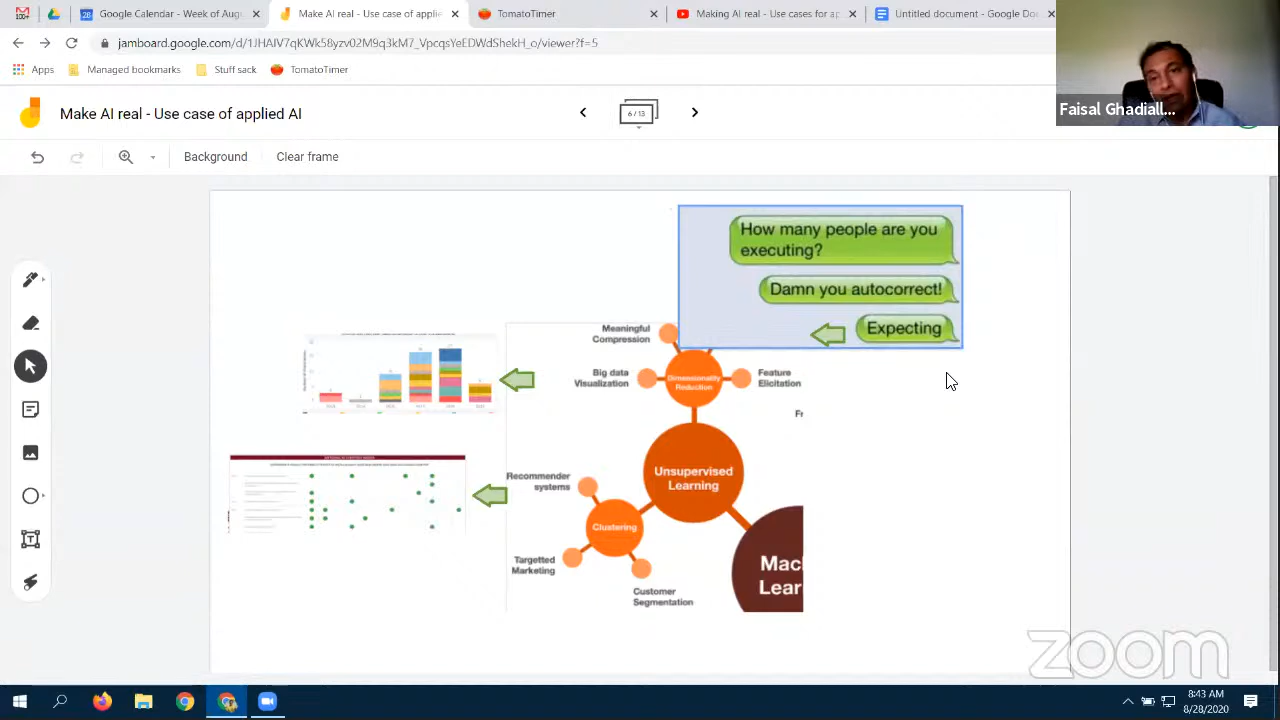 Google Calendar - Week of Augu
Make AI real - Use case of applie
TomatoTimer
Making AI real - Use cases for ap
Untitled document - Google Do
jamboard.google.com/d/1JHAIV7qKWk58yzv02M9q3kM7_VpcqsYeEDWdShekH_o/viewer?f=5
Apps
Managed bookmarks
Stuff sack
TomatoTimer
Faisal Ghadiall...
Make AI real - Use case of applied AI
6 / 13
Background
Clear frame
How many people are you
executing?
Damn you autocorrect!
Expecting
Meaningful
Compression
Big data
Visualization
Dimensionality
Reduction
Feature
Elicitation
Fr
Unsupervised
Learning
Recommender
systems
Clustering
Targetted
Marketing
Customer
Segmentation
Mac
Lear
zoom
8:43 AM
8/28/2020